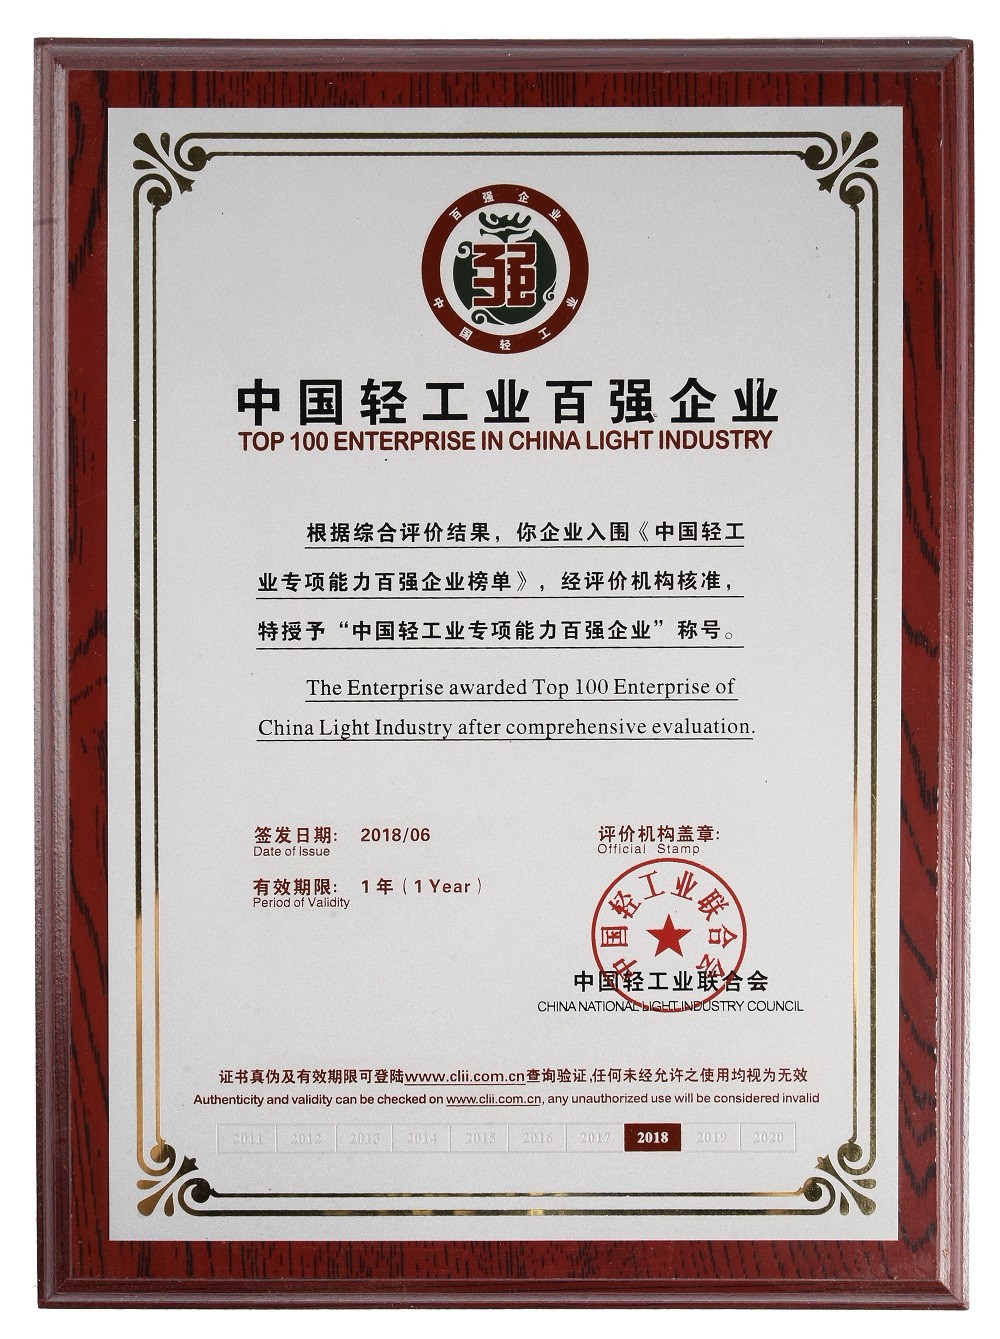 百强企业
强
中国轻工业
中国轻工业百强企业
TOP 100 ENTERPRISE IN CHINA LIGHT INDUSTRY
根据综合评价结果，你企业入围《中国轻工
业专项能力百强企业榜单》，经评价机构核准，
特授予“中国轻工业专项能力百强企业”称号。
The Enterprise awarded Top 100 Enterprise of
China Light Industry after comprehensive evaluation.
签发日期: 2018/06
Date of Issue
有效期限: 1 年（1 Year）
Period of Validity
评价机构盖章:
Official Stamp
中国轻工业联合会
中国轻工业联合会
CHINA NATIONAL LIGHT INDUSTRY COUNCIL
证书真伪及有效期限可登陆www.clii.com.cn查询验证,任何未经允许之使用均视为无效
Authenticity and validity can be checked on www.clii.com.cn, any unauthorized use will be considered invalid
2011 2012 2013 2014 2015 2016 2017 2018 2019 2020